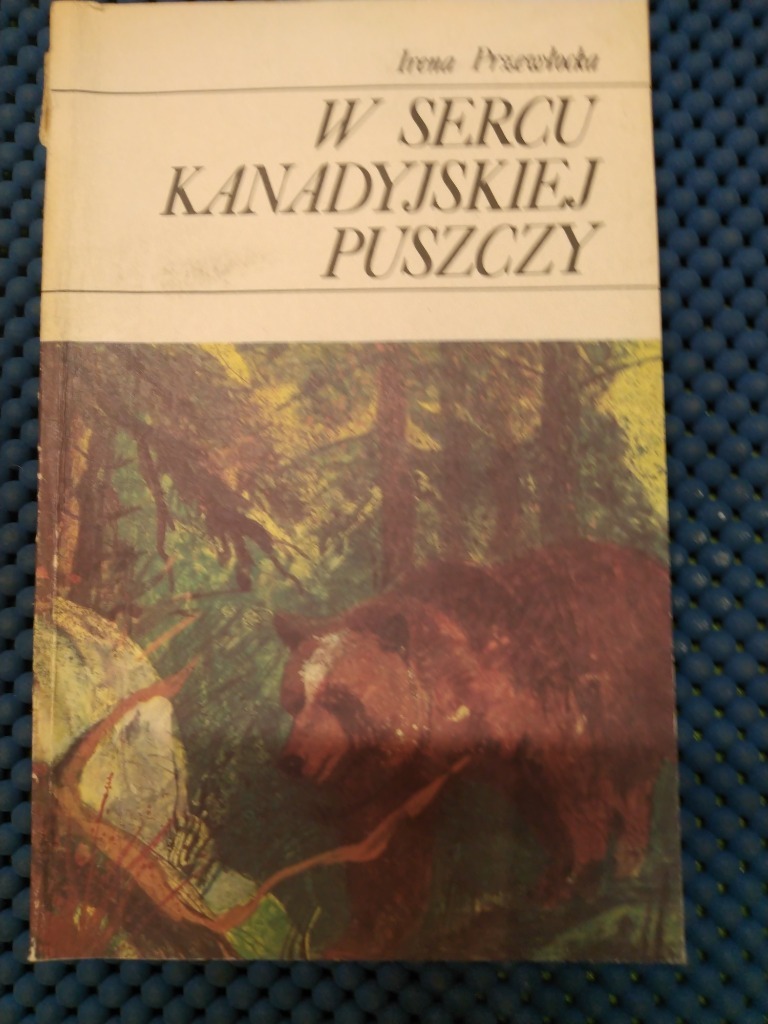 Irena Przewłocka
W SERCU
KANADYJSKIEJ
PUSZCZY